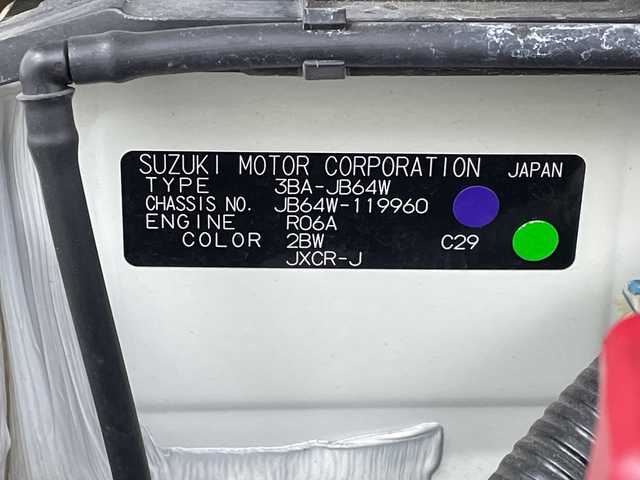 SUZUKI MOTOR CORPORATION JAPAN
TYPE 3BA-JB64W
CHASSIS NO. JB64W-119960
ENGINE R06A
COLOR 2BW C29
JXCR-J